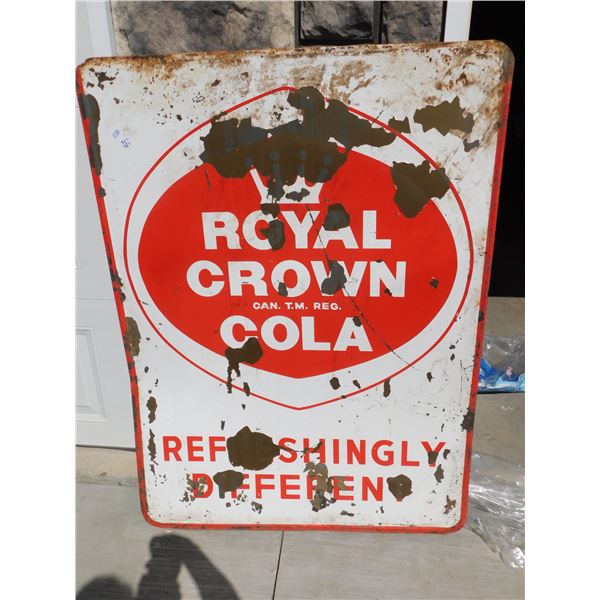 ROYAL
CROWN
CAN. T.M. REG.
COLA
REFRESHINGLY
DIFFERENT